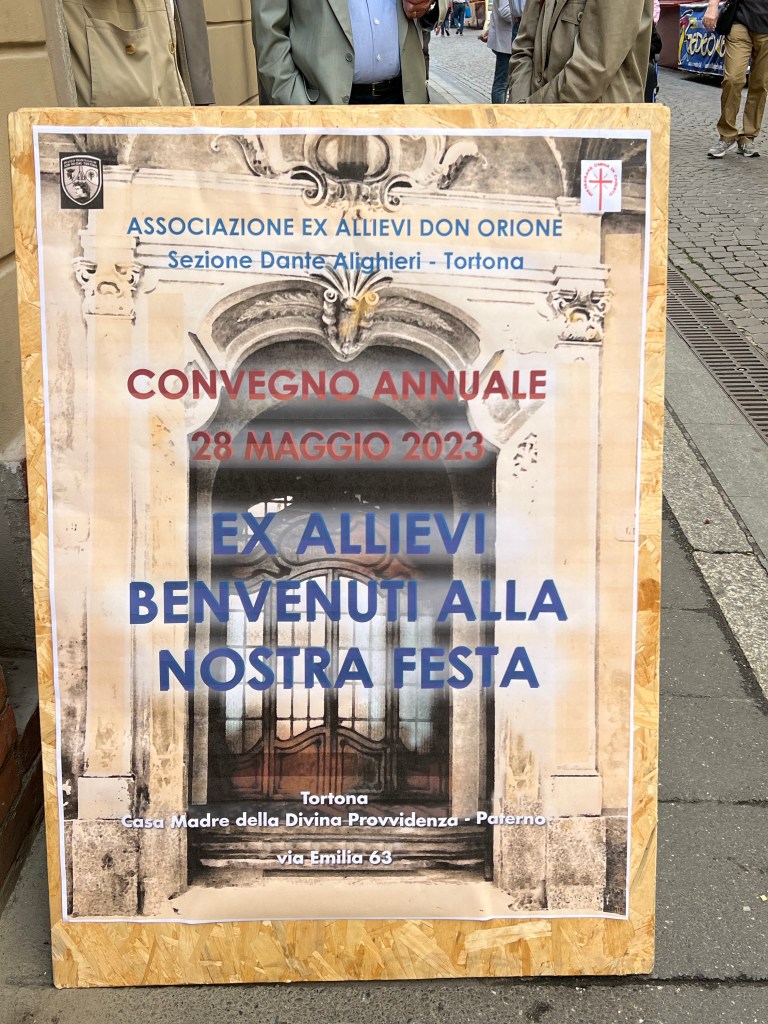 ASSOCIAZIONE EX ALLIEVI DON ORIONE
Sezione Dante Alighieri - Tortona
CONVEGNO ANNUALE
28 MAGGIO 2023
EX ALLIEVI
BENVENUTI ALLA
NOSTRA FESTA
Tortona
Casa Madre della Divina Provvidenza - Paterno
via Emilia 63